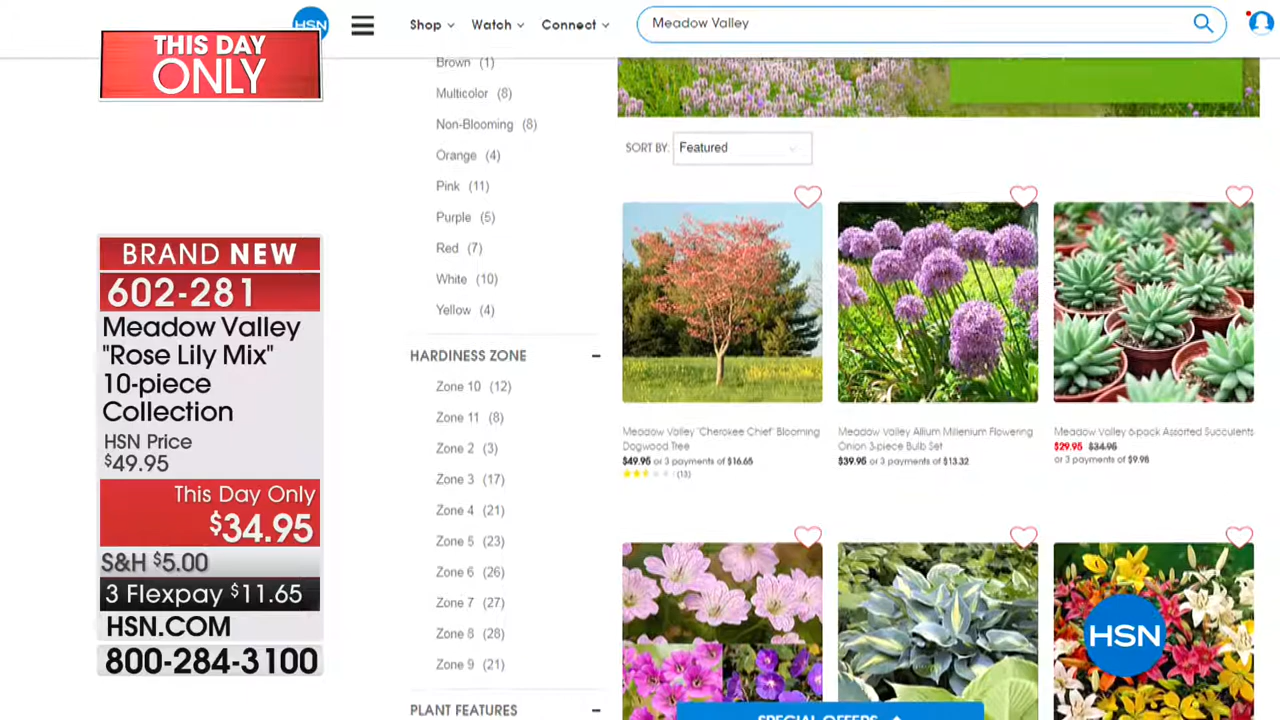 HSN
Shop
Watch
Connect
Meadow Valley
THIS DAY
ONLY
BRAND NEW
602-281
Meadow Valley
"Rose Lily Mix"
10-piece
Collection
HSN Price
$49.95
This Day Only
$34.95
S&H $5.00
3 Flexpay $11.65
HSN.COM
800-284-3100
Brown (1)
Multicolor (8)
Non-Blooming (8)
Orange (4)
Pink (11)
Purple (5)
Red (7)
White (10)
Yellow (4)
HARDINESS ZONE
Zone 10 (12)
Zone 11 (8)
Zone 2 (3)
Zone 3 (17)
Zone 4 (21)
Zone 5 (23)
Zone 6 (26)
Zone 7 (27)
Zone 8 (28)
Zone 9 (21)
PLANT FEATURES
SORT BY: Featured
Meadow Valley "Cherokee Chief" Blooming
Dogwood Tree
$49.95 or 3 payments of $16.65
(13)
Meadow Valley Allium Millenium Flowering
Onion 3-piece Bulb Set
$39.95 or 3 payments of $13.32
Meadow Valley 6-pack Assorted Succulents
$29.95 $34.95
or 3 payments of $9.98
HSN
SPECIAL OFFERS